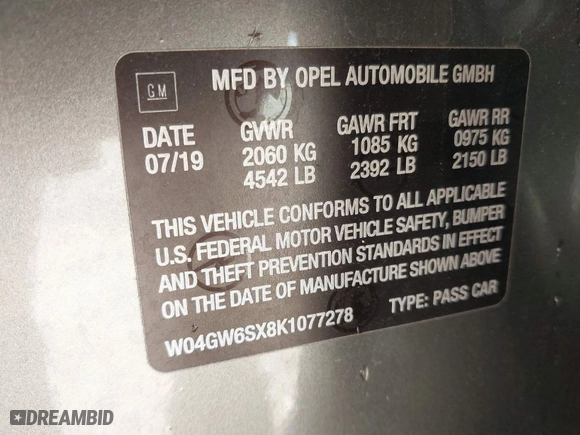 GM
MFD BY OPEL AUTOMOBILE GMBH
DATE GVWR GAWR FRT GAWR RR
07/19 2060 KG 1085 KG 0975 KG
4542 LB 2392 LB 2150 LB
THIS VEHICLE CONFORMS TO ALL APPLICABLE
U.S. FEDERAL MOTOR VEHICLE SAFETY, BUMPER
AND THEFT PREVENTION STANDARDS IN EFFECT
ON THE DATE OF MANUFACTURE SHOWN ABOVE
W04GW6SX8K1077278 TYPE: PASS CAR
DREAMBID